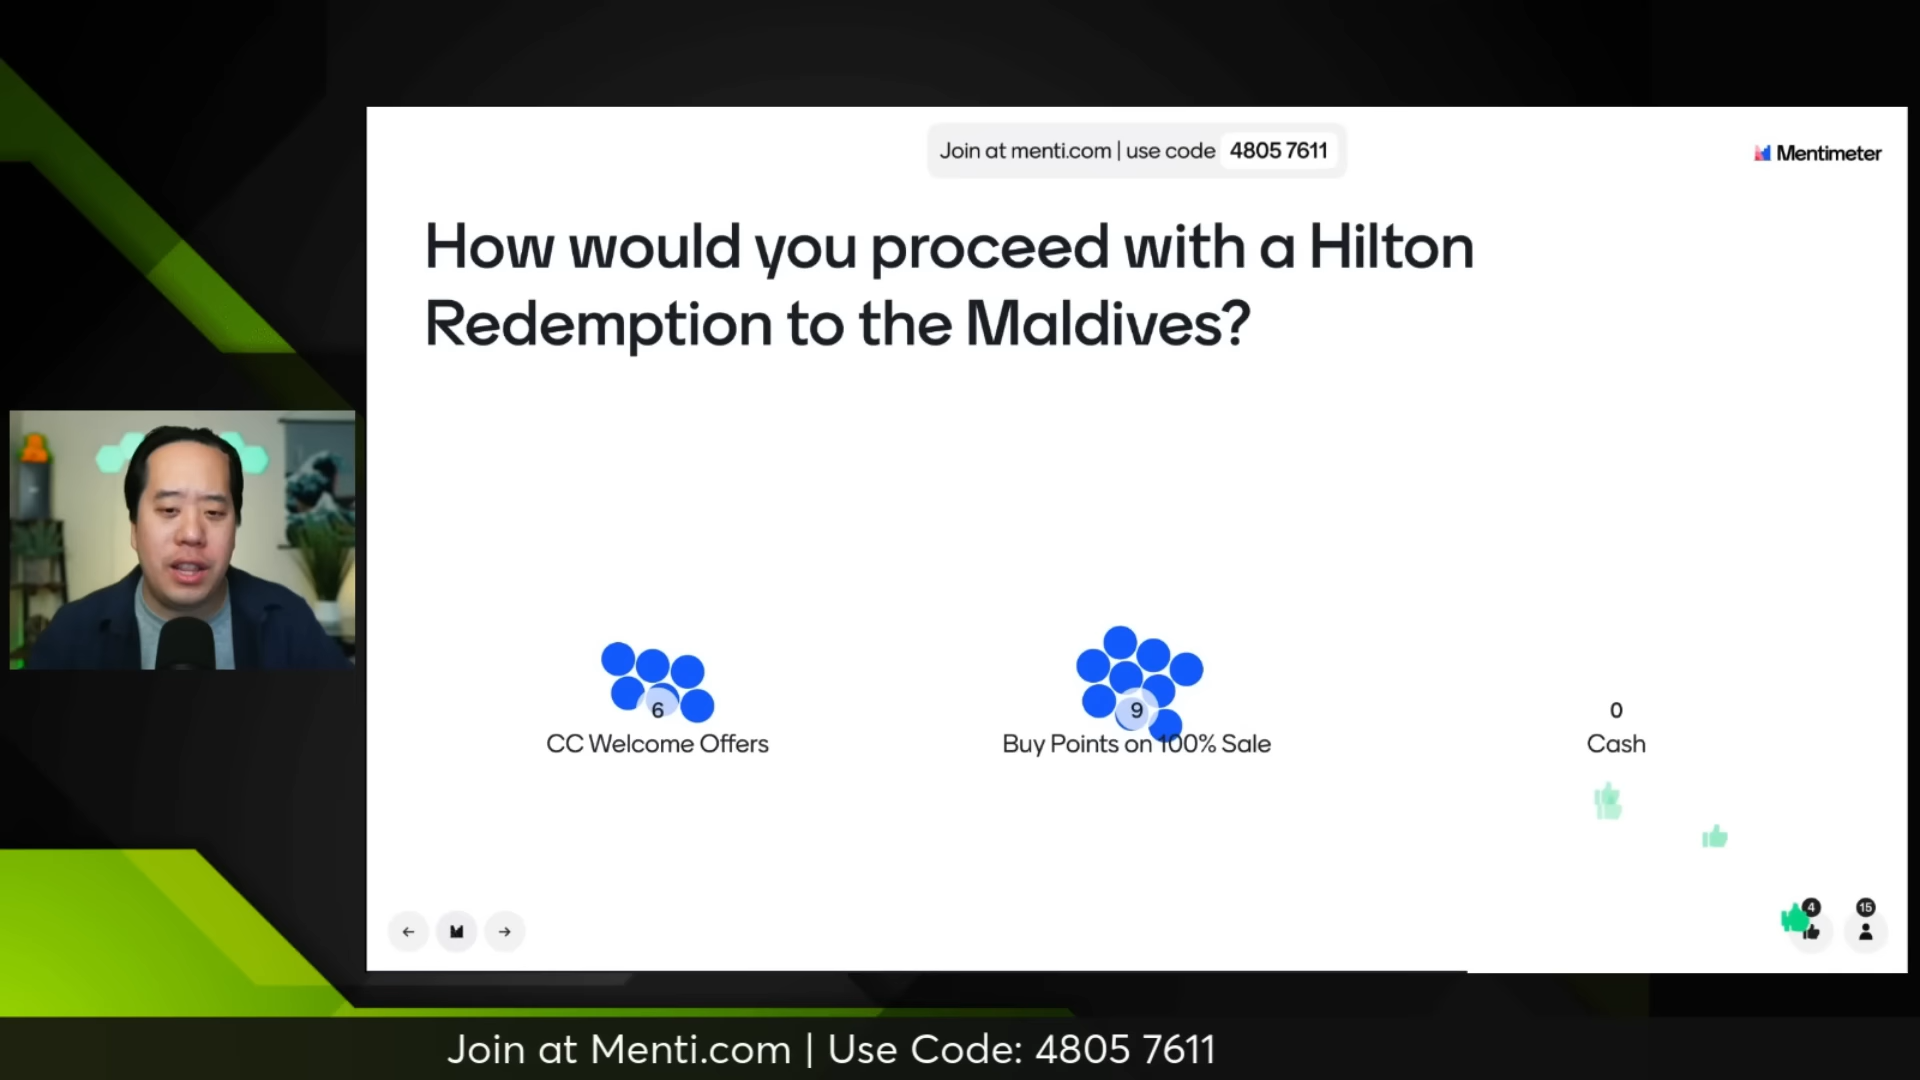 Join at menti.com | use code 4805 7611
Mentimeter
How would you proceed with a Hilton
Redemption to the Maldives?
6
CC Welcome Offers
9
Buy Points on 100% Sale
0
Cash
4
15
Join at Menti.com | Use Code: 4805 7611